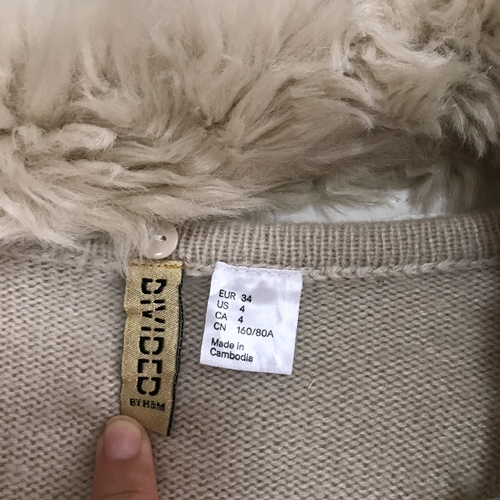 DIVIDED
BY H&M
EUR 34
US 4
CA 4
CN 160/80A
Made in
Cambodia